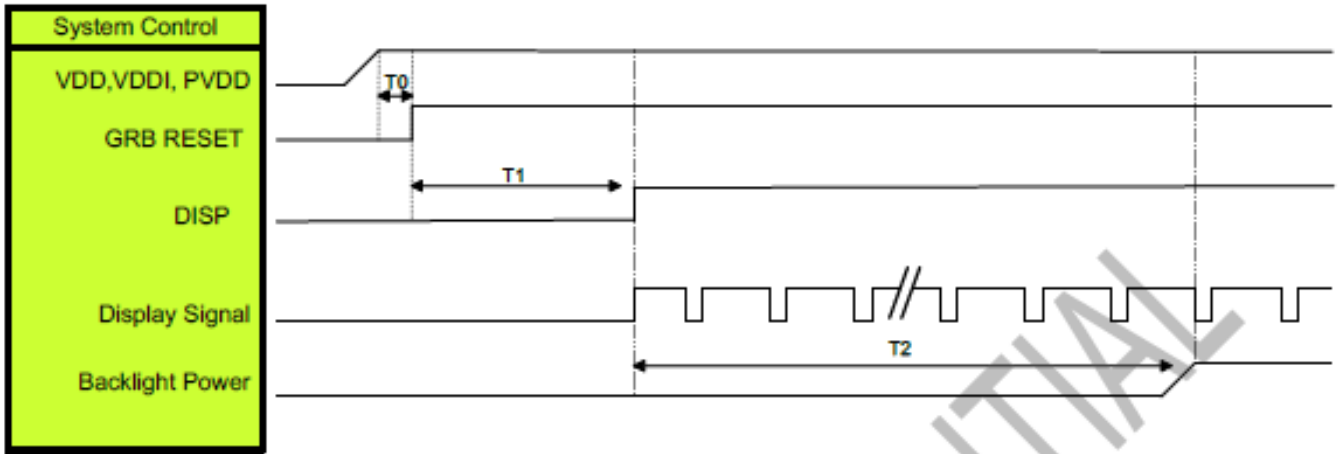 System Control
VDD,VDDI, PVDD
T0
GRB RESET
T1
DISP
Display Signal
T2
Backlight Power